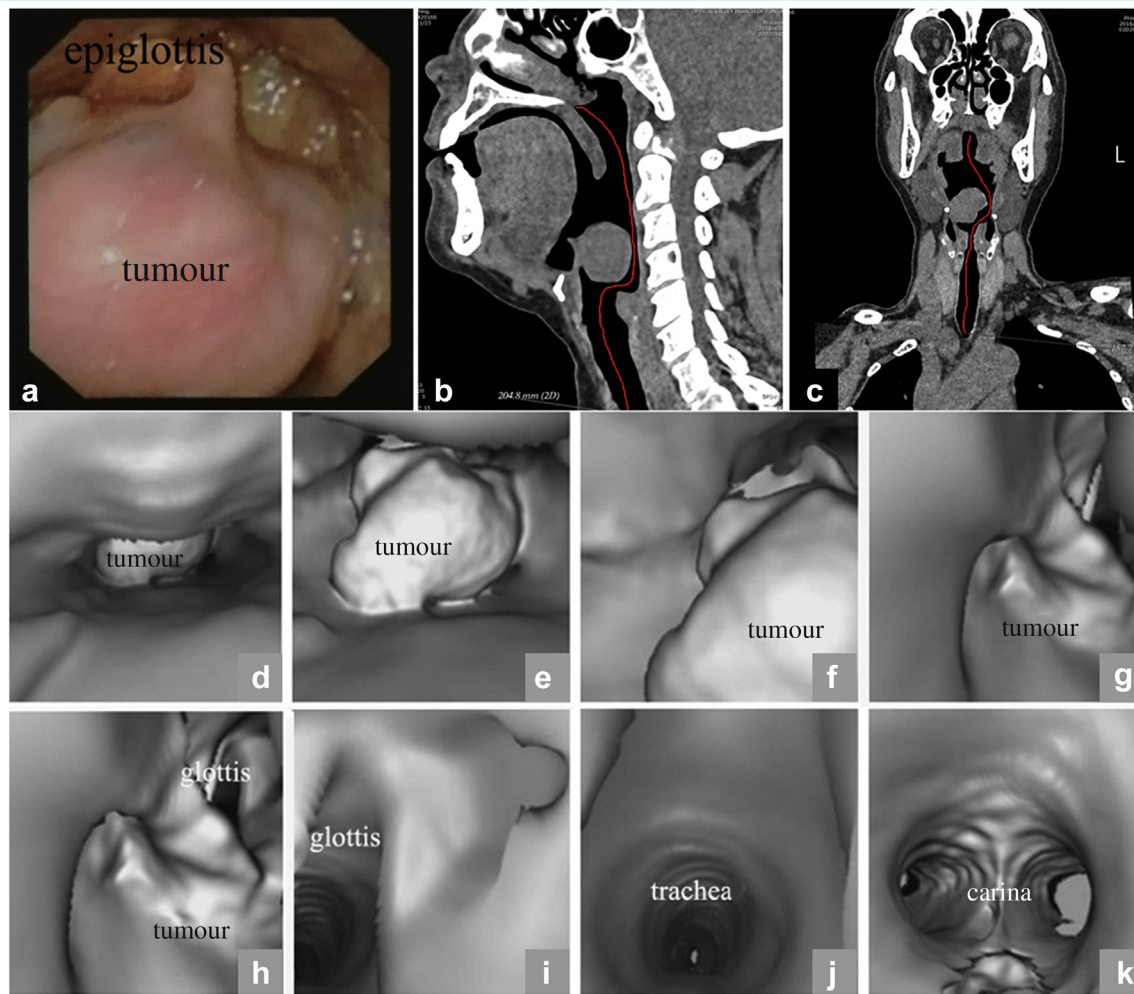 epiglottis
tumour
a
b
204.8 mm (2D)
L
c
tumour
d
tumour
e
tumour
f
tumour
g
glottis
tumour
h
glottis
i
trachea
j
carina
k